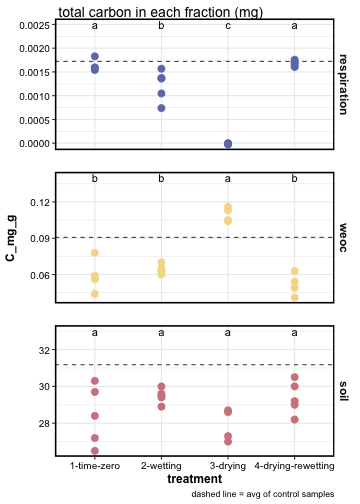 total carbon in each fraction (mg)
a b c a
0.0025
0.0020
0.0015
0.0010
0.0005
0.0000
respiration
b b a b
0.12
0.09
0.06
weoc
C_mg_g
a a a a
32
30
28
soil
1-time-zero 2-wetting 3-drying 4-drying-rewetting
treatment
dashed line = avg of control samples